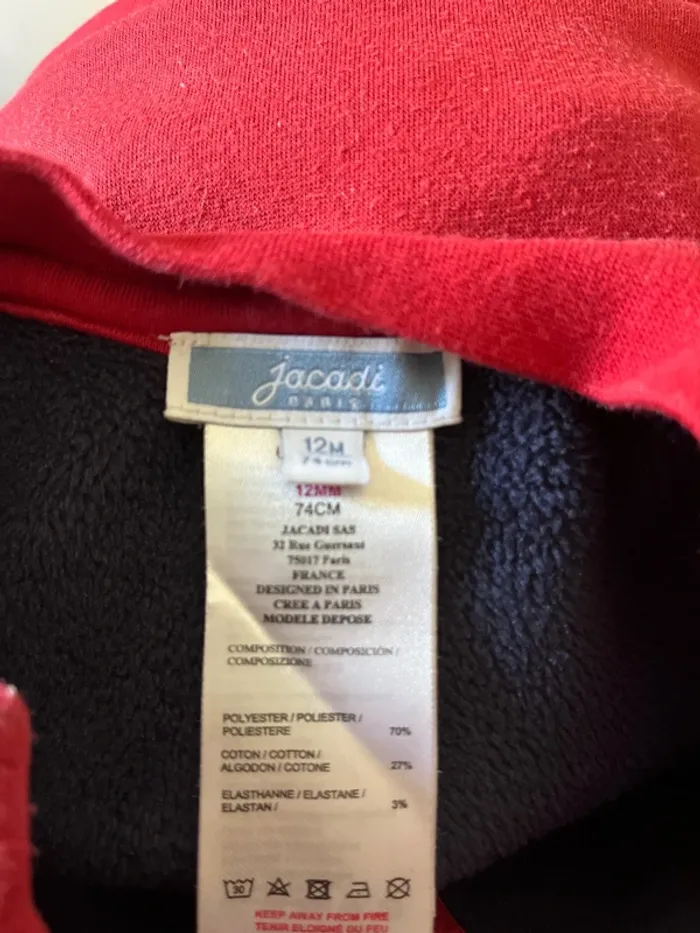 jacadi
PARIS
12M
74cm
12MM
74CM
JACADI SAS
32 Rue Guersant
75017 Paris
FRANCE
DESIGNED IN PARIS
CREE A PARIS
MODELE DEPOSE
COMPOSITION / COMPOSICIÓN /
COMPOSIZIONE
POLYESTER / POLIESTER /
POLIESTERE 70%
COTON / COTTON /
ALGODON / COTONE 27%
ELASTHANNE / ELASTANE /
ELASTAN / 3%
30
KEEP AWAY FROM FIRE
TENIR ELOIGNE DU FEU